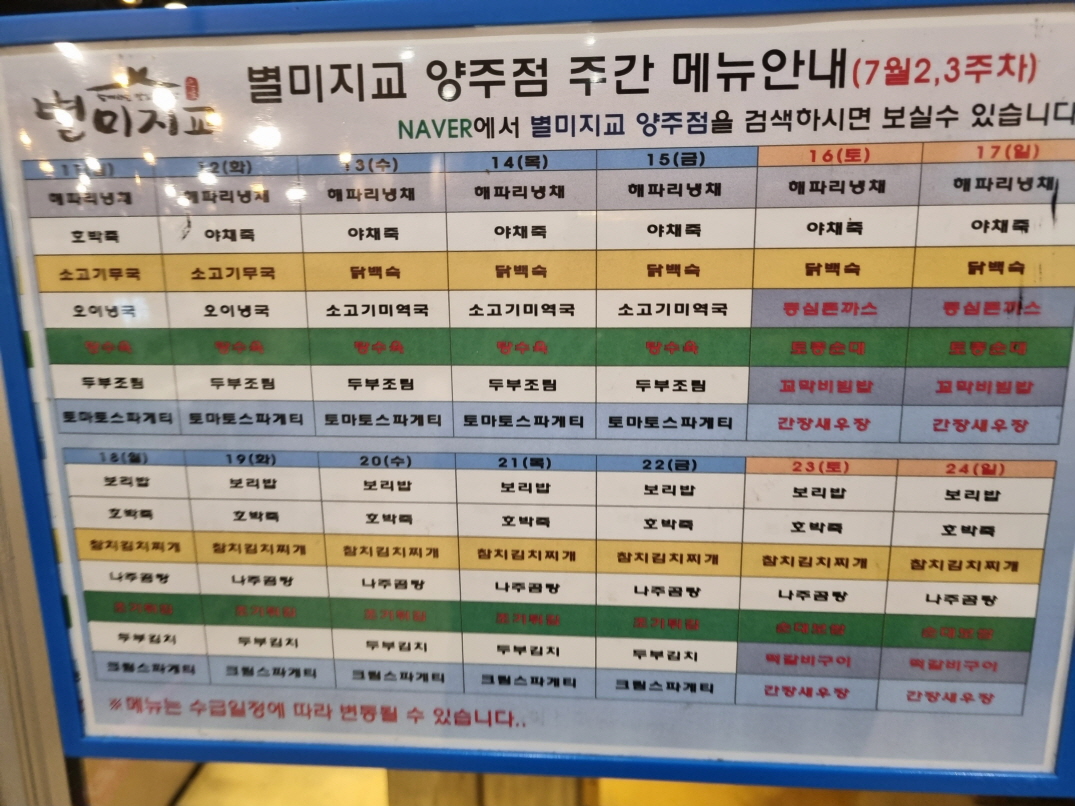 별미지교
별미지교 양주점 주간 메뉴안내(7월2,3주차)
NAVER에서 별미지교 양주점을 검색하시면 보실수 있습니다
12(화) 13(수) 14(목) 15(금) 16(토) 17(일)
해파리냉채 해파리냉채 해파리냉채 해파리냉채 해파리냉채 해파리냉채 해파리냉채
호박죽 야채죽 야채죽 야채죽 야채죽 야채죽 야채죽
소고기무국 소고기무국 닭백숙 닭백숙 닭백숙 닭백숙 닭백숙
오이냉국 오이냉국 소고기미역국 소고기미역국 소고기미역국 등심돈까스 등심돈까스
탕수육 탕수육 탕수육 탕수육 탕수육 토종순대 토종순대
두부조림 두부조림 두부조림 두부조림 두부조림 꼬막비빔밥 꼬막비빔밥
토마토스파게티 토마토스파게티 토마토스파게티 토마토스파게티 토마토스파게티 간장새우장 간장새우장
18(월) 19(화) 20(수) 21(목) 22(금) 23(토) 24(일)
보리밥 보리밥 보리밥 보리밥 보리밥 보리밥 보리밥
호박죽 호박죽 호박죽 호박죽 호박죽 호박죽 호박죽
참치김치찌개 참치김치찌개 참치김치찌개 참치김치찌개 참치김치찌개 참치김치찌개 참치김치찌개
나주곰탕 나주곰탕 나주곰탕 나주곰탕 나주곰탕 나주곰탕 나주곰탕
두부김치 두부김치 두부김치 두부김치 두부김치 떡갈비구이 떡갈비구이
크림스파게티 크림스파게티 크림스파게티 크림스파게티 크림스파게티 간장새우장 간장새우장
※메뉴는 수급일정에 따라 변동될 수 있습니다..